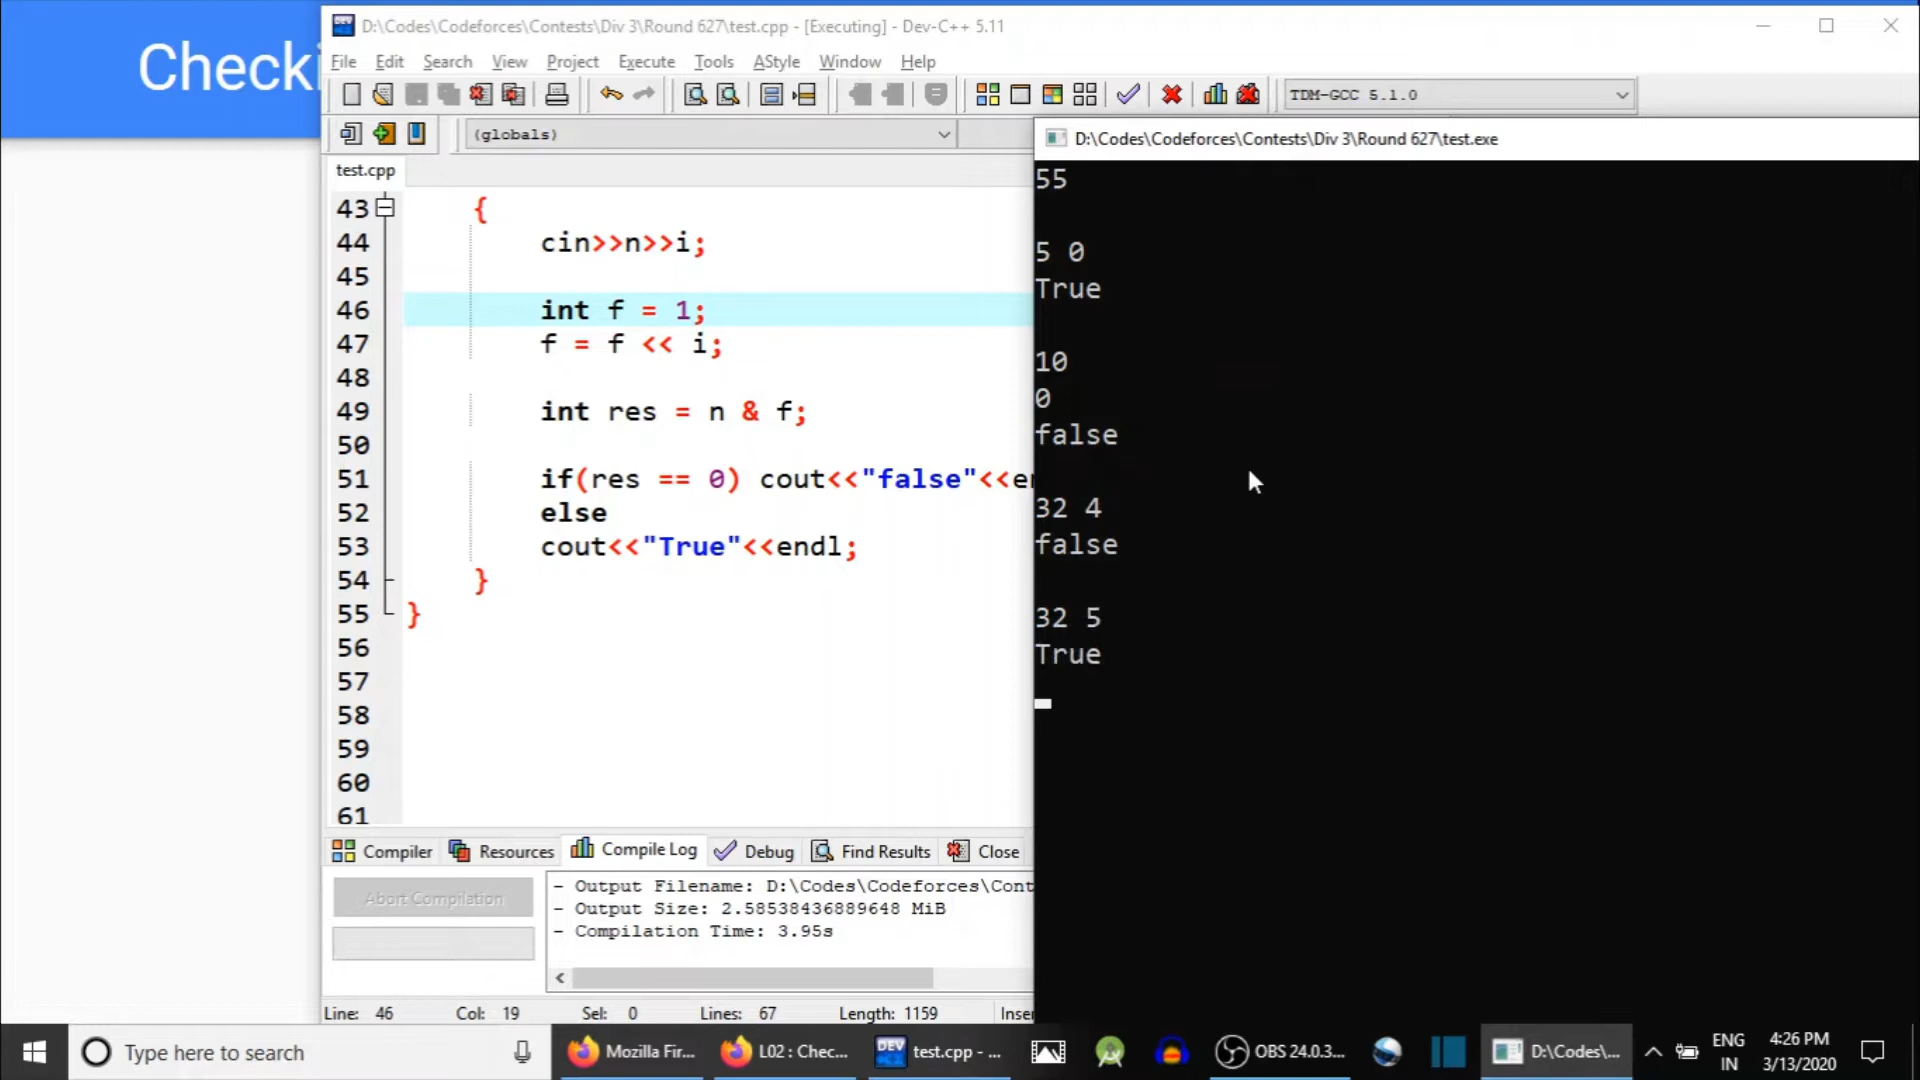 Checki
D:\Codes\Codeforces\Contests\Div 3\Round 627\test.cpp - [Executing] - Dev-C++ 5.11
File Edit Search View Project Execute Tools AStyle Window Help
TDM-GCC 5.1.0
(globals)
test.cpp
43 {
44 cin>>n>>i;
45
46 int f = 1;
47 f = f << i;
48
49 int res = n & f;
50
51 if(res == 0) cout<<"false"<<en
52 else
53 cout<<"True"<<endl;
54 }
55 }
56
57
58
59
60
61
D:\Codes\Codeforces\Contests\Div 3\Round 627\test.exe
55
5 0
True
10
0
false
32 4
false
32 5
True
Compiler Resources Compile Log Debug Find Results Close
Abort Compilation
- Output Filename: D:\Codes\Codeforces\Cont
- Output Size: 2.58538436889648 MiB
- Compilation Time: 3.95s
Line: 46 Col: 19 Sel: 0 Lines: 67 Length: 1159 Inser
Type here to search
Mozilla Fir...
L02 : Chec...
DEV
test.cpp - ...
OBS 24.0.3...
D:\Codes\...
ENG
IN
4:26 PM
3/13/2020